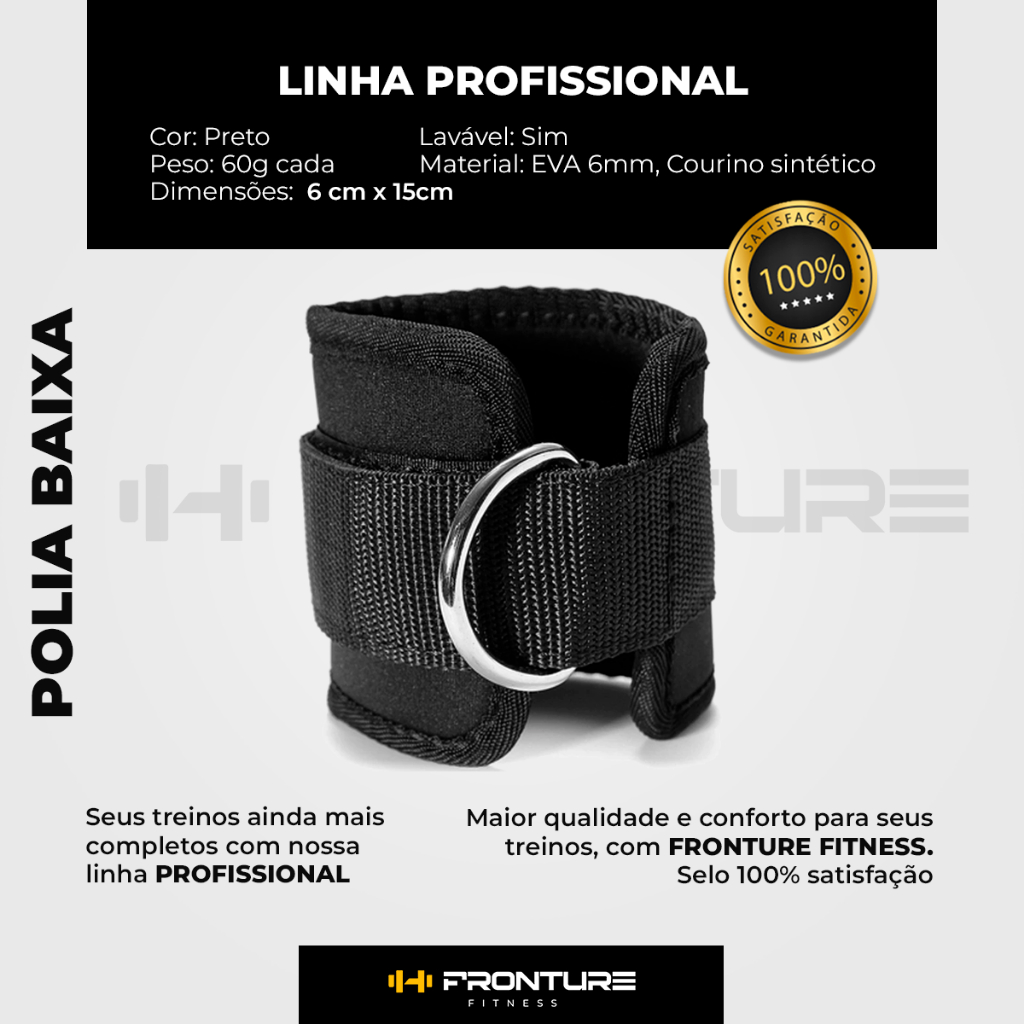 LINHA PROFISSIONAL
Cor: Preto
Peso: 60g cada
Dimensões: 6 cm x 15cm
Lavável: Sim
Material: EVA 6mm, Courino sintético
SATISFAÇÃO
100%
GARANTIDA
POLIA BAIXA
TURE
Seus treinos ainda mais
completos com nossa
linha PROFISSIONAL
Maior qualidade e conforto para seus
treinos, com FRONTURE FITNESS.
Selo 100% satisfação
FRONTURE
FITNESS